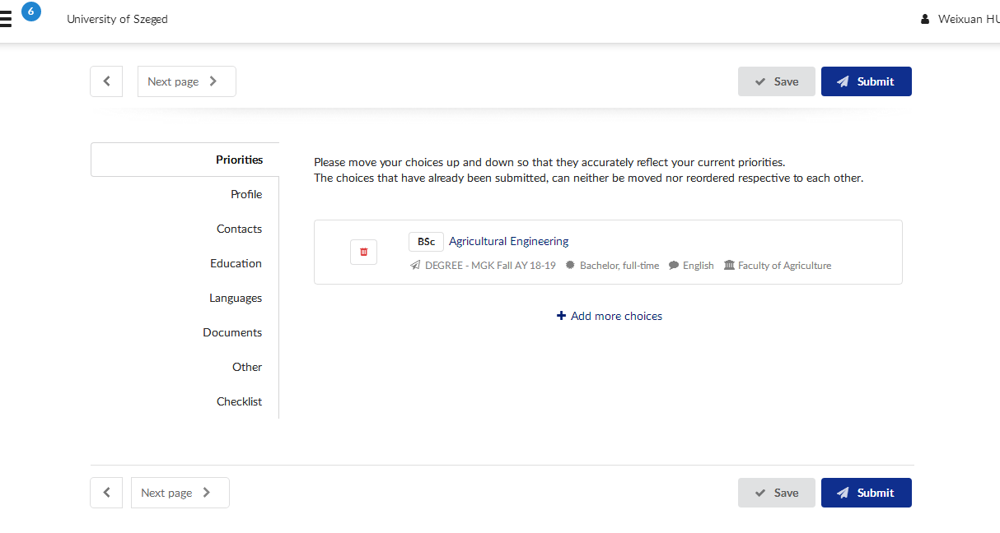 6
University of Szeged
Weixuan HU
Next page
Save
Submit
Priorities
Profile
Contacts
Education
Languages
Documents
Other
Checklist
Please move your choices up and down so that they accurately reflect your current priorities.
The choices that have already been submitted, can neither be moved nor reordered respective to each other.
BSc Agricultural Engineering
DEGREE - MGK Fall AY 18-19 Bachelor, full-time English Faculty of Agriculture
Add more choices
Next page
Save
Submit